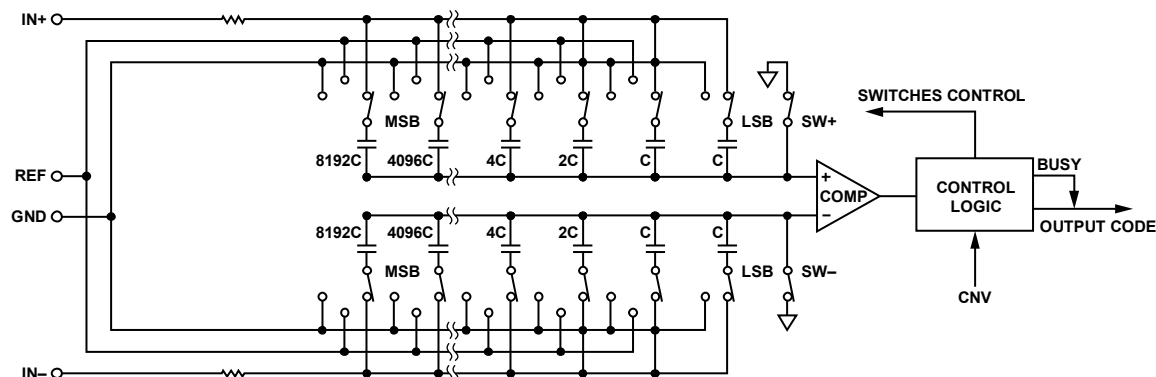 IN+
SWITCHES CONTROL
MSB
LSB
SW+
8192C
4096C
4C
2C
C
C
BUSY
REF
COMP
+
−
CONTROL
LOGIC
GND
OUTPUT CODE
8192C
4096C
4C
2C
C
C
MSB
LSB
SW–
CNV
IN–